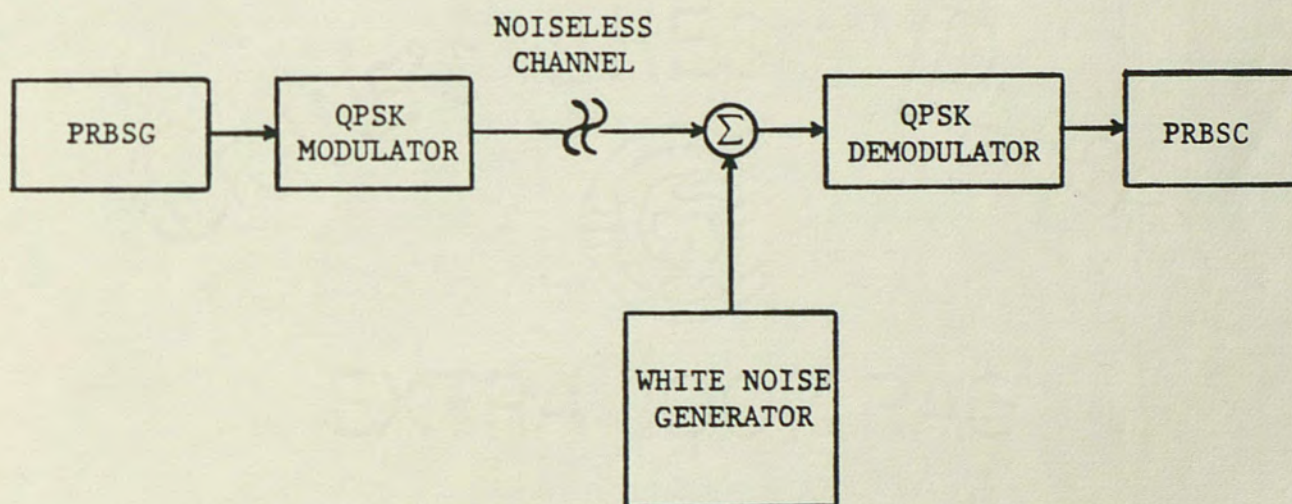 NOISELESS
CHANNEL
PRBSG
QPSK
MODULATOR
Σ
QPSK
DEMODULATOR
PRBSC
WHITE NOISE
GENERATOR